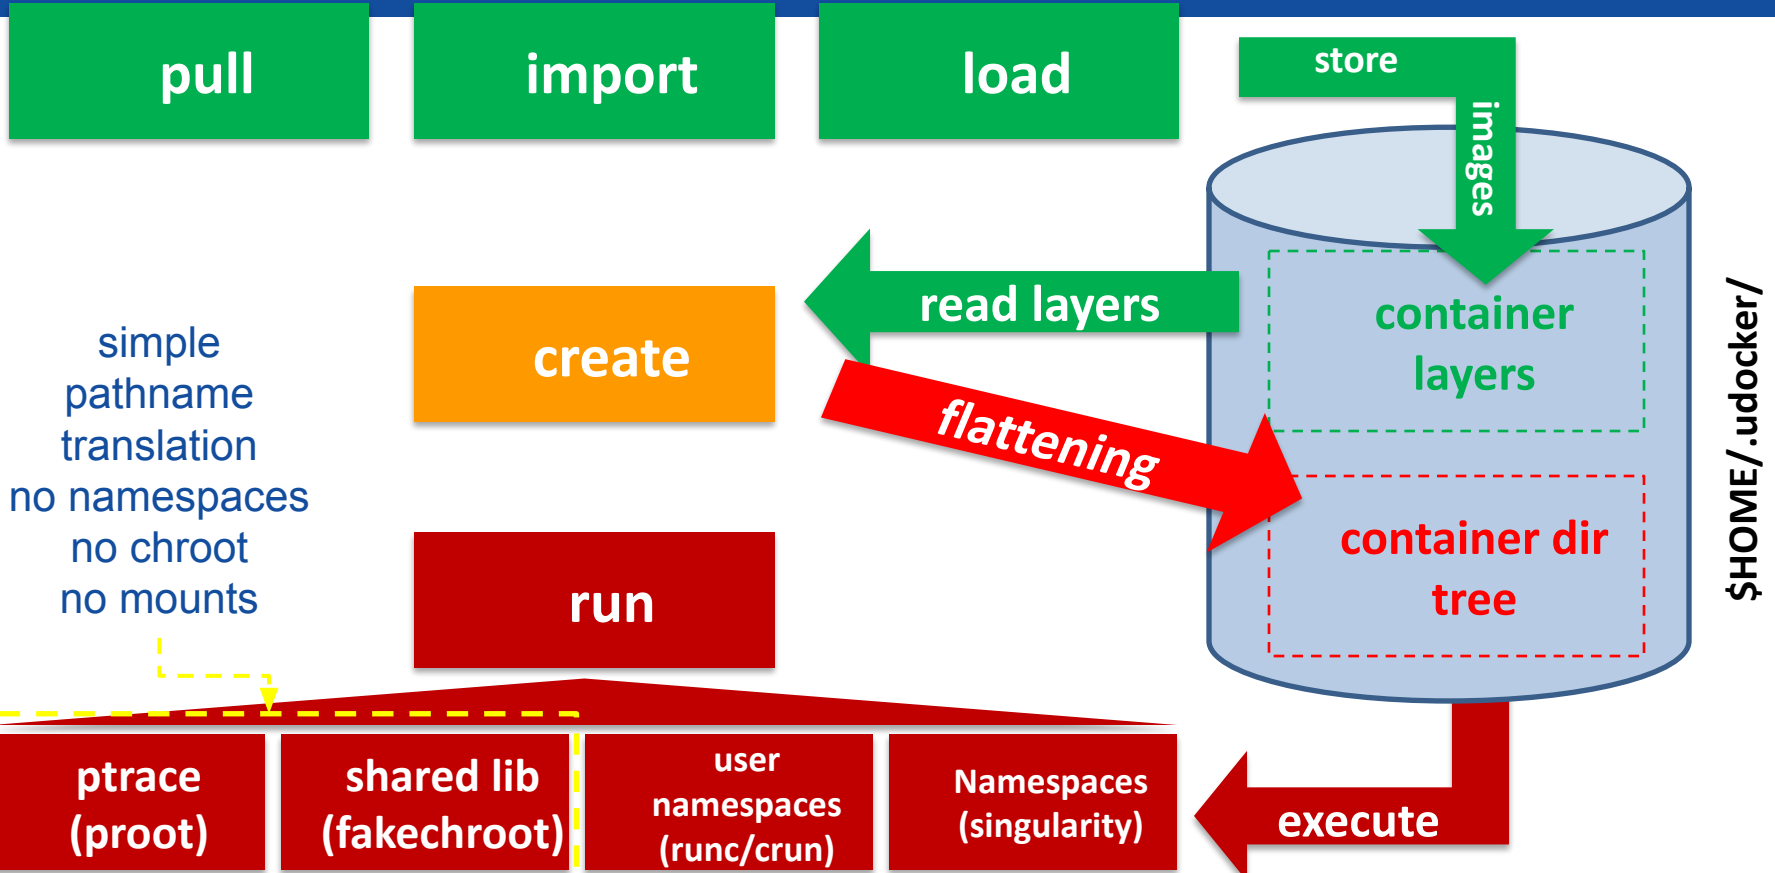 pull
import
load
store
images
read layers
create
flattening
container
layers
container dir
tree
$HOME/.udocker/
simple
pathname
translation
no namespaces
no chroot
no mounts
run
ptrace
(proot)
shared lib
(fakechroot)
user
namespaces
(runc/crun)
Namespaces
(singularity)
execute